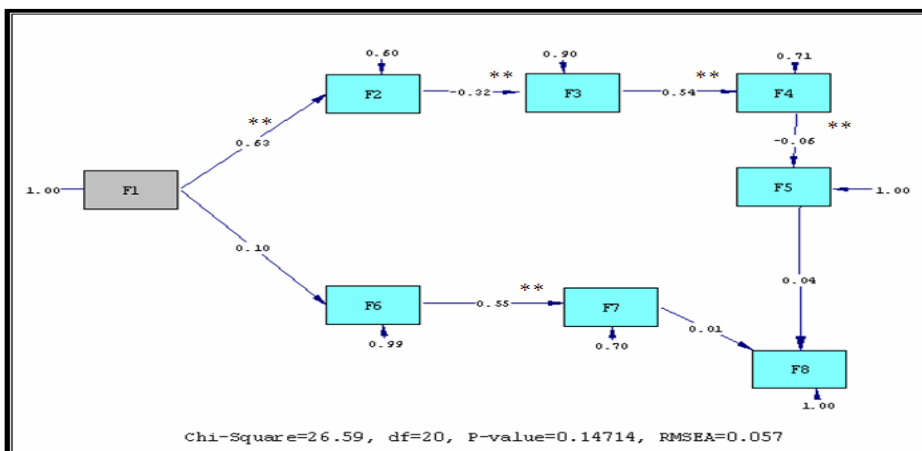 0.60
0.90
0.71
**
**
F2
-0.32
F3
0.54
F4
**
**
0.63
-0.06
1.00
F1
F5
1.00
0.10
0.04
**
F6
0.55
F7
0.01
0.99
0.70
F8
1.00
Chi-Square=26.59, df=20, P-value=0.14714, RMSEA=0.057